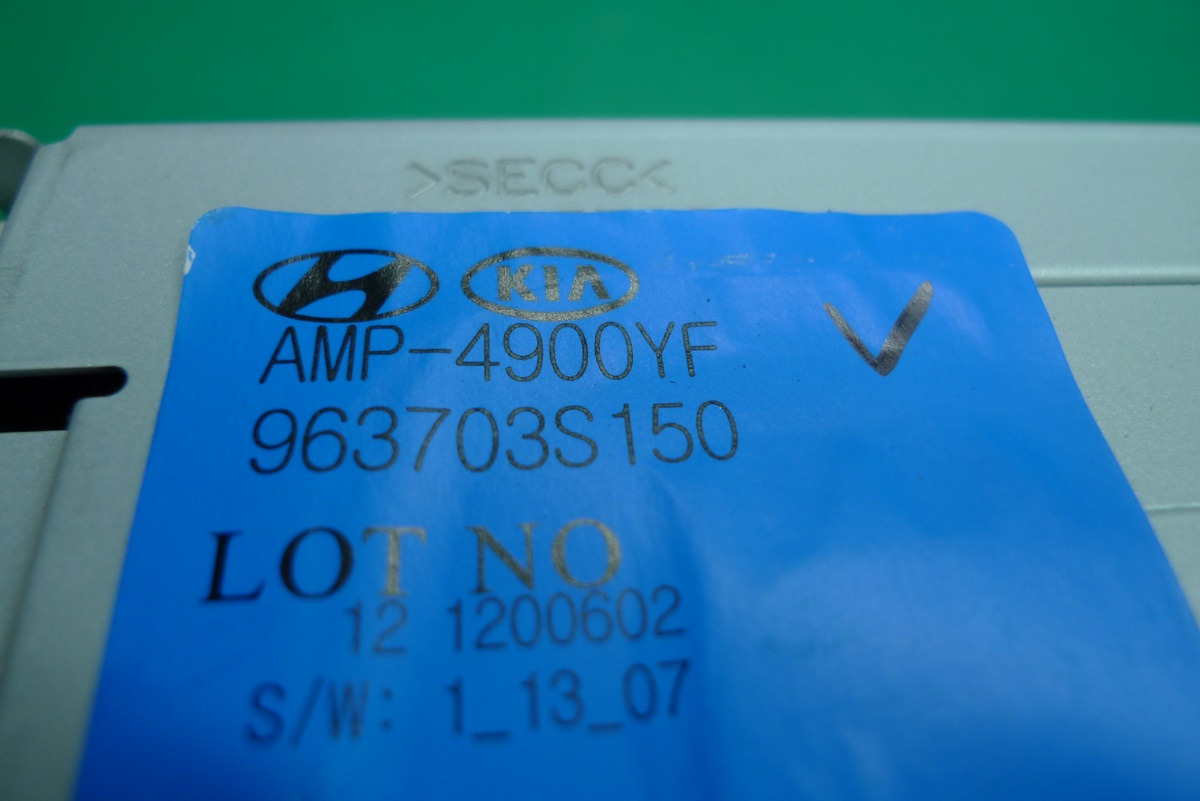 >SECC<
KIA
AMP-4900YF
963703S150
LOT NO
12 1200602
S/W: 1_13_07